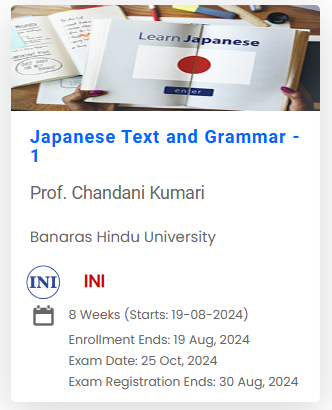 Learn Japanese
enter
Japanese Text and Grammar -
1
Prof. Chandani Kumari
Banaras Hindu University
INI INI
8 Weeks (Starts: 19-08-2024)
Enrollment Ends: 19 Aug, 2024
Exam Date: 25 Oct, 2024
Exam Registration Ends: 30 Aug, 2024